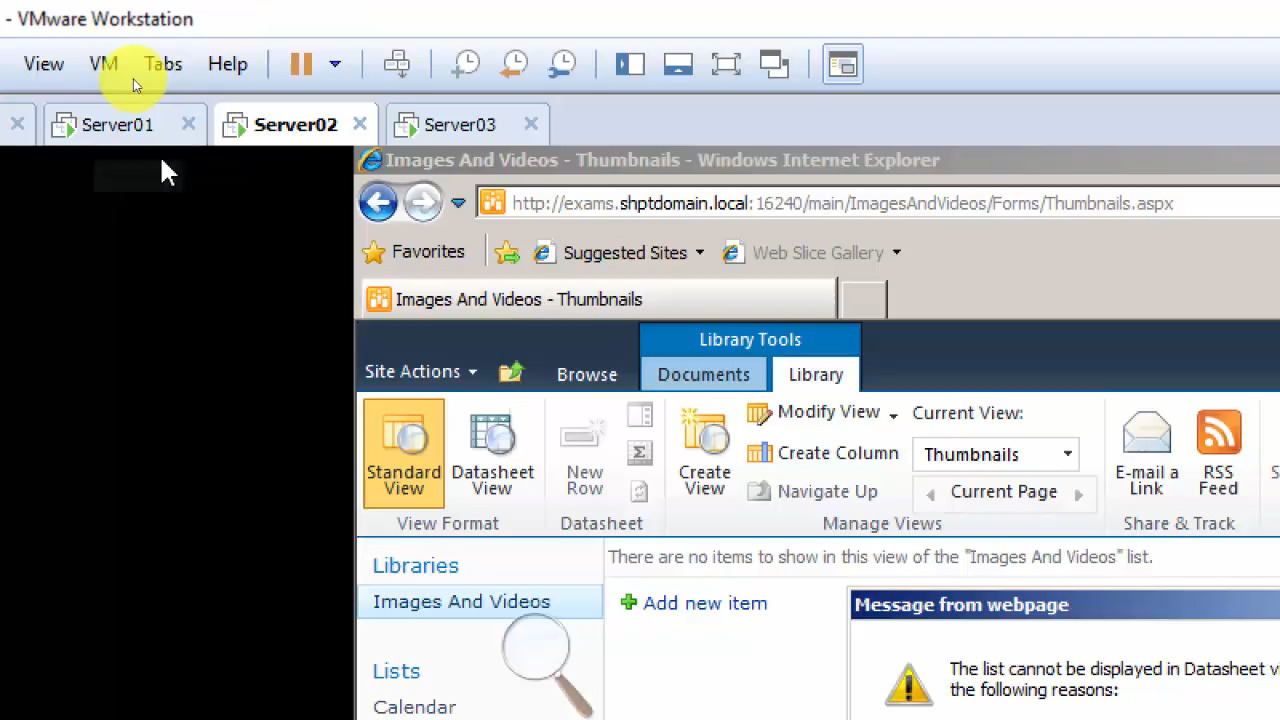 - VMware Workstation
View VM Tabs Help
Server01 Server02 Server03
Images And Videos - Thumbnails - Windows Internet Explorer
http://exams.shptdomain.local:16240/main/ImagesAndVideos/Forms/Thumbnails.aspx
Favorites Suggested Sites Web Slice Gallery
Images And Videos - Thumbnails
Library Tools
Site Actions Browse Documents Library
Standard View
Datasheet View
New Row
Create View
Modify View
Create Column
Navigate Up
Current View:
Thumbnails
Current Page
E-mail a Link
RSS Feed
View Format Datasheet Manage Views Share & Track
Libraries
Images And Videos
Lists
Calendar
There are no items to show in this view of the "Images And Videos" list.
Add new item
Message from webpage
The list cannot be displayed in Datasheet
the following reasons: